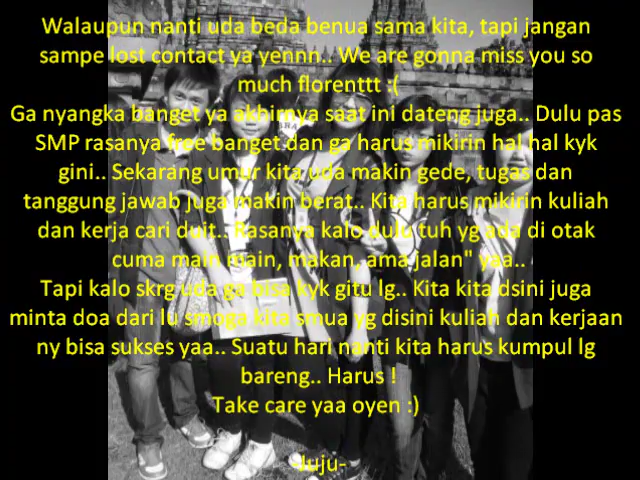 Walaupun nanti uda beda benua sama kita, tapi jangan
sampe lost contact ya yennn.. We are gonna miss you so
much florenttt :(
Ga nyangka banget ya akhirnya saat ini dateng juga.. Dulu pas
SMP rasanya free banget dan ga harus mikirin hal hal kyk
gini.. Sekarang umur kita uda makin gede, tugas dan
tanggung jawab juga makin berat.. Kita harus mikirin kuliah
dan kerja cari duit.. Rasanya kalo dulu tuh yg ada di otak
cuma main main, makan, ama jalan" yaa..
Tapi kalo skrg uda ga bisa kyk gitu lg.. Kita kita dsini juga
minta doa dari lu smoga kita smua yg disini kuliah dan kerjaan
ny bisa sukses yaa.. Suatu hari nanti kita harus kumpul lg
bareng.. Harus !
Take care yaa oyen :)
-Juju-